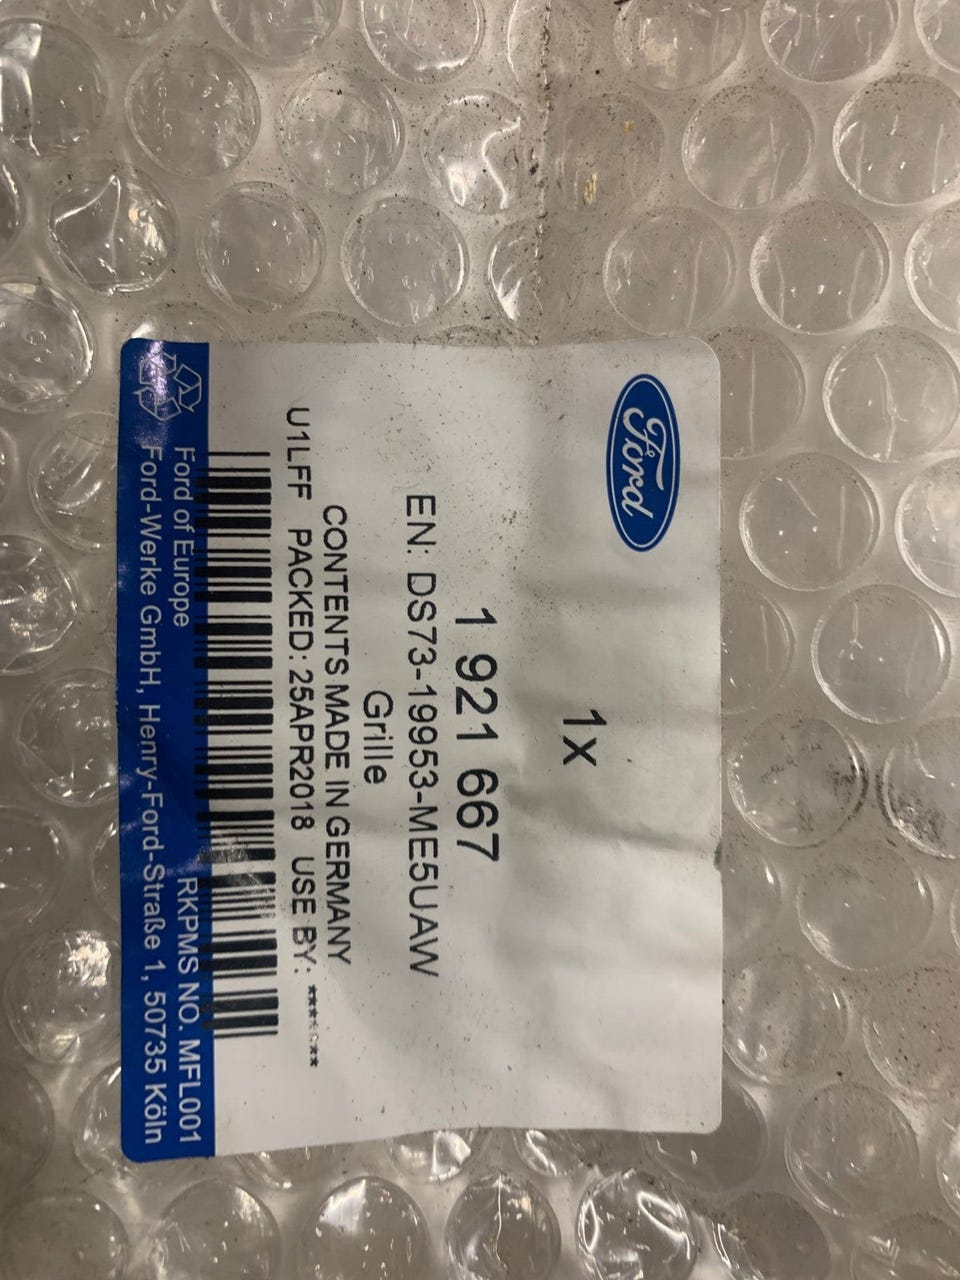 Ford
1x
1 921 667
EN: DS73-19953-ME5UAW
Grille
CONTENTS MADE IN GERMANY
U1LFF PACKED: 25APR2018 USE BY: *******
Ford of Europe RKPMS NO. MFL001
Ford-Werke GmbH, Henry-Ford-Straße 1, 50735 Köln